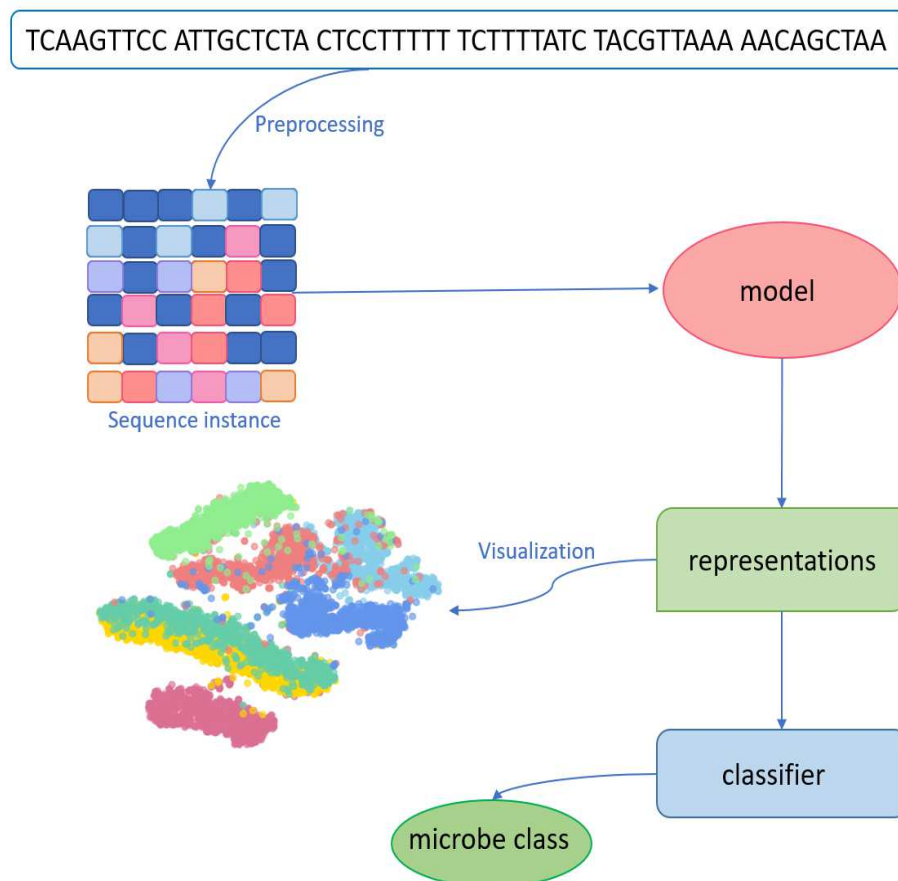 TCAAGTTCC ATTGCTCTA CTCCTTTTT TCTTTTATC TACGTTAAA AACAGCTAA
Preprocessing
model
Sequence instance
Visualization
representations
classifier
microbe class